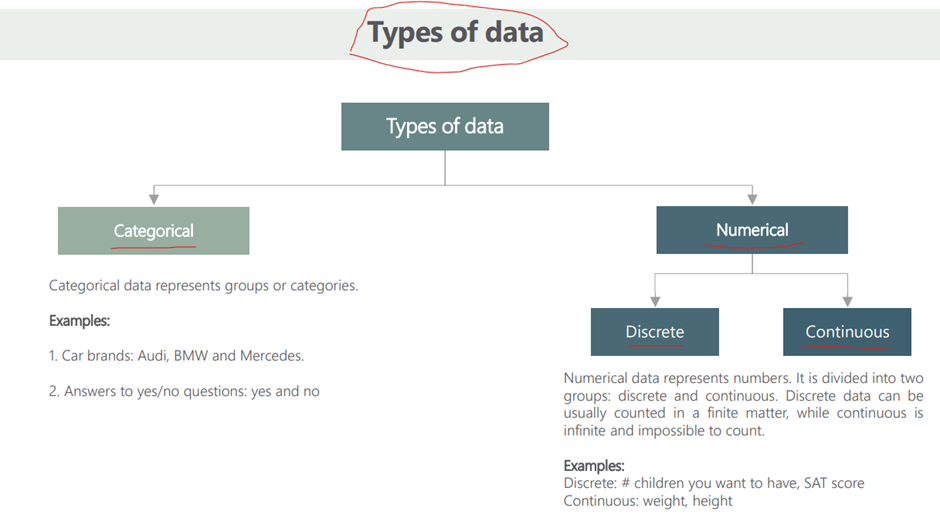 Types of data
Types of data
Categorical
Numerical
Categorical data represents groups or categories.
Examples:
1. Car brands: Audi, BMW and Mercedes.
2. Answers to yes/no questions: yes and no
Discrete
Continuous
Numerical data represents numbers. It is divided into two
groups: discrete and continuous. Discrete data can be
usually counted in a finite matter, while continuous is
infinite and impossible to count.
Examples:
Discrete: # children you want to have, SAT score
Continuous: weight, height